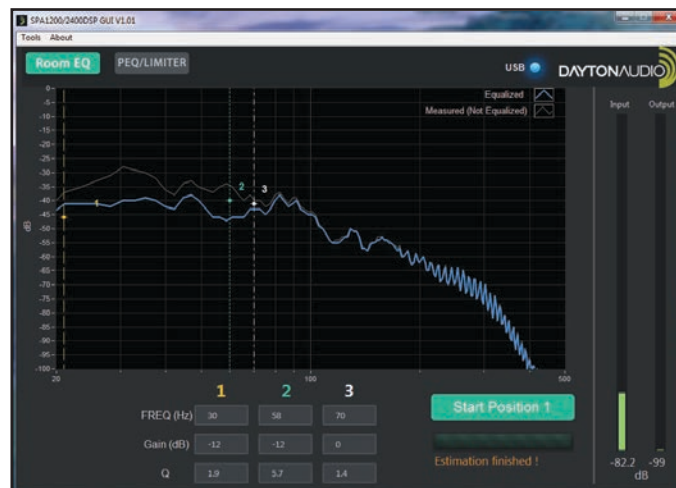 SPA1200/2400DSP GUI V1.01
Tools About
Room EQ PEQ/LIMITER USB DAYTON AUDIO
Equalized
Measured (Not Equalized)
Input Output
0
-5
-10
-15
-20
-25
-30
-35
-40
-45
-50
-55
-60
-65
-70
-75
-80
-85
-90
-95
-100
dB
1
2
3
20 100 500
1 2 3
FREQ (Hz) 30 58 70
Gain (dB) -12 -12 0
Q 1.9 5.7 1.4
Start Position 1
Estimation finished !
-82.2 -99
dB